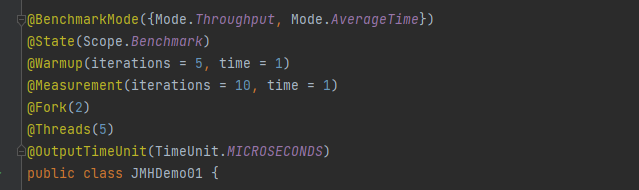 @BenchmarkMode({Mode.Throughput, Mode.AverageTime})
@State(Scope.Benchmark)
@Warmup(iterations = 5, time = 1)
@Measurement(iterations = 10, time = 1)
@Fork(2)
@Threads(5)
@OutputTimeUnit(TimeUnit.MICROSECONDS)
public class JMHDemo01 {